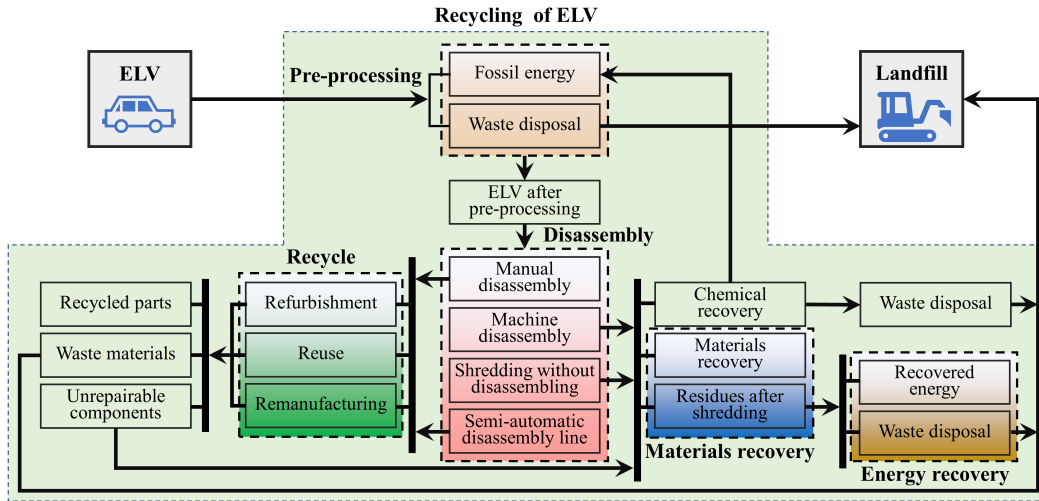 Recycling of ELV
ELV
Pre-processing
Fossil energy
Waste disposal
Landfill
ELV after
pre-processing
Disassembly
Recycle
Manual
disassembly
Machine
disassembly
Shredding without
disassembling
Semi-automatic
disassembly line
Refurbishment
Reuse
Remanufacturing
Recycled parts
Waste materials
Unrepairable
components
Chemical
recovery
Waste disposal
Materials
recovery
Residues after
shredding
Materials recovery
Recovered
energy
Waste disposal
Energy recovery